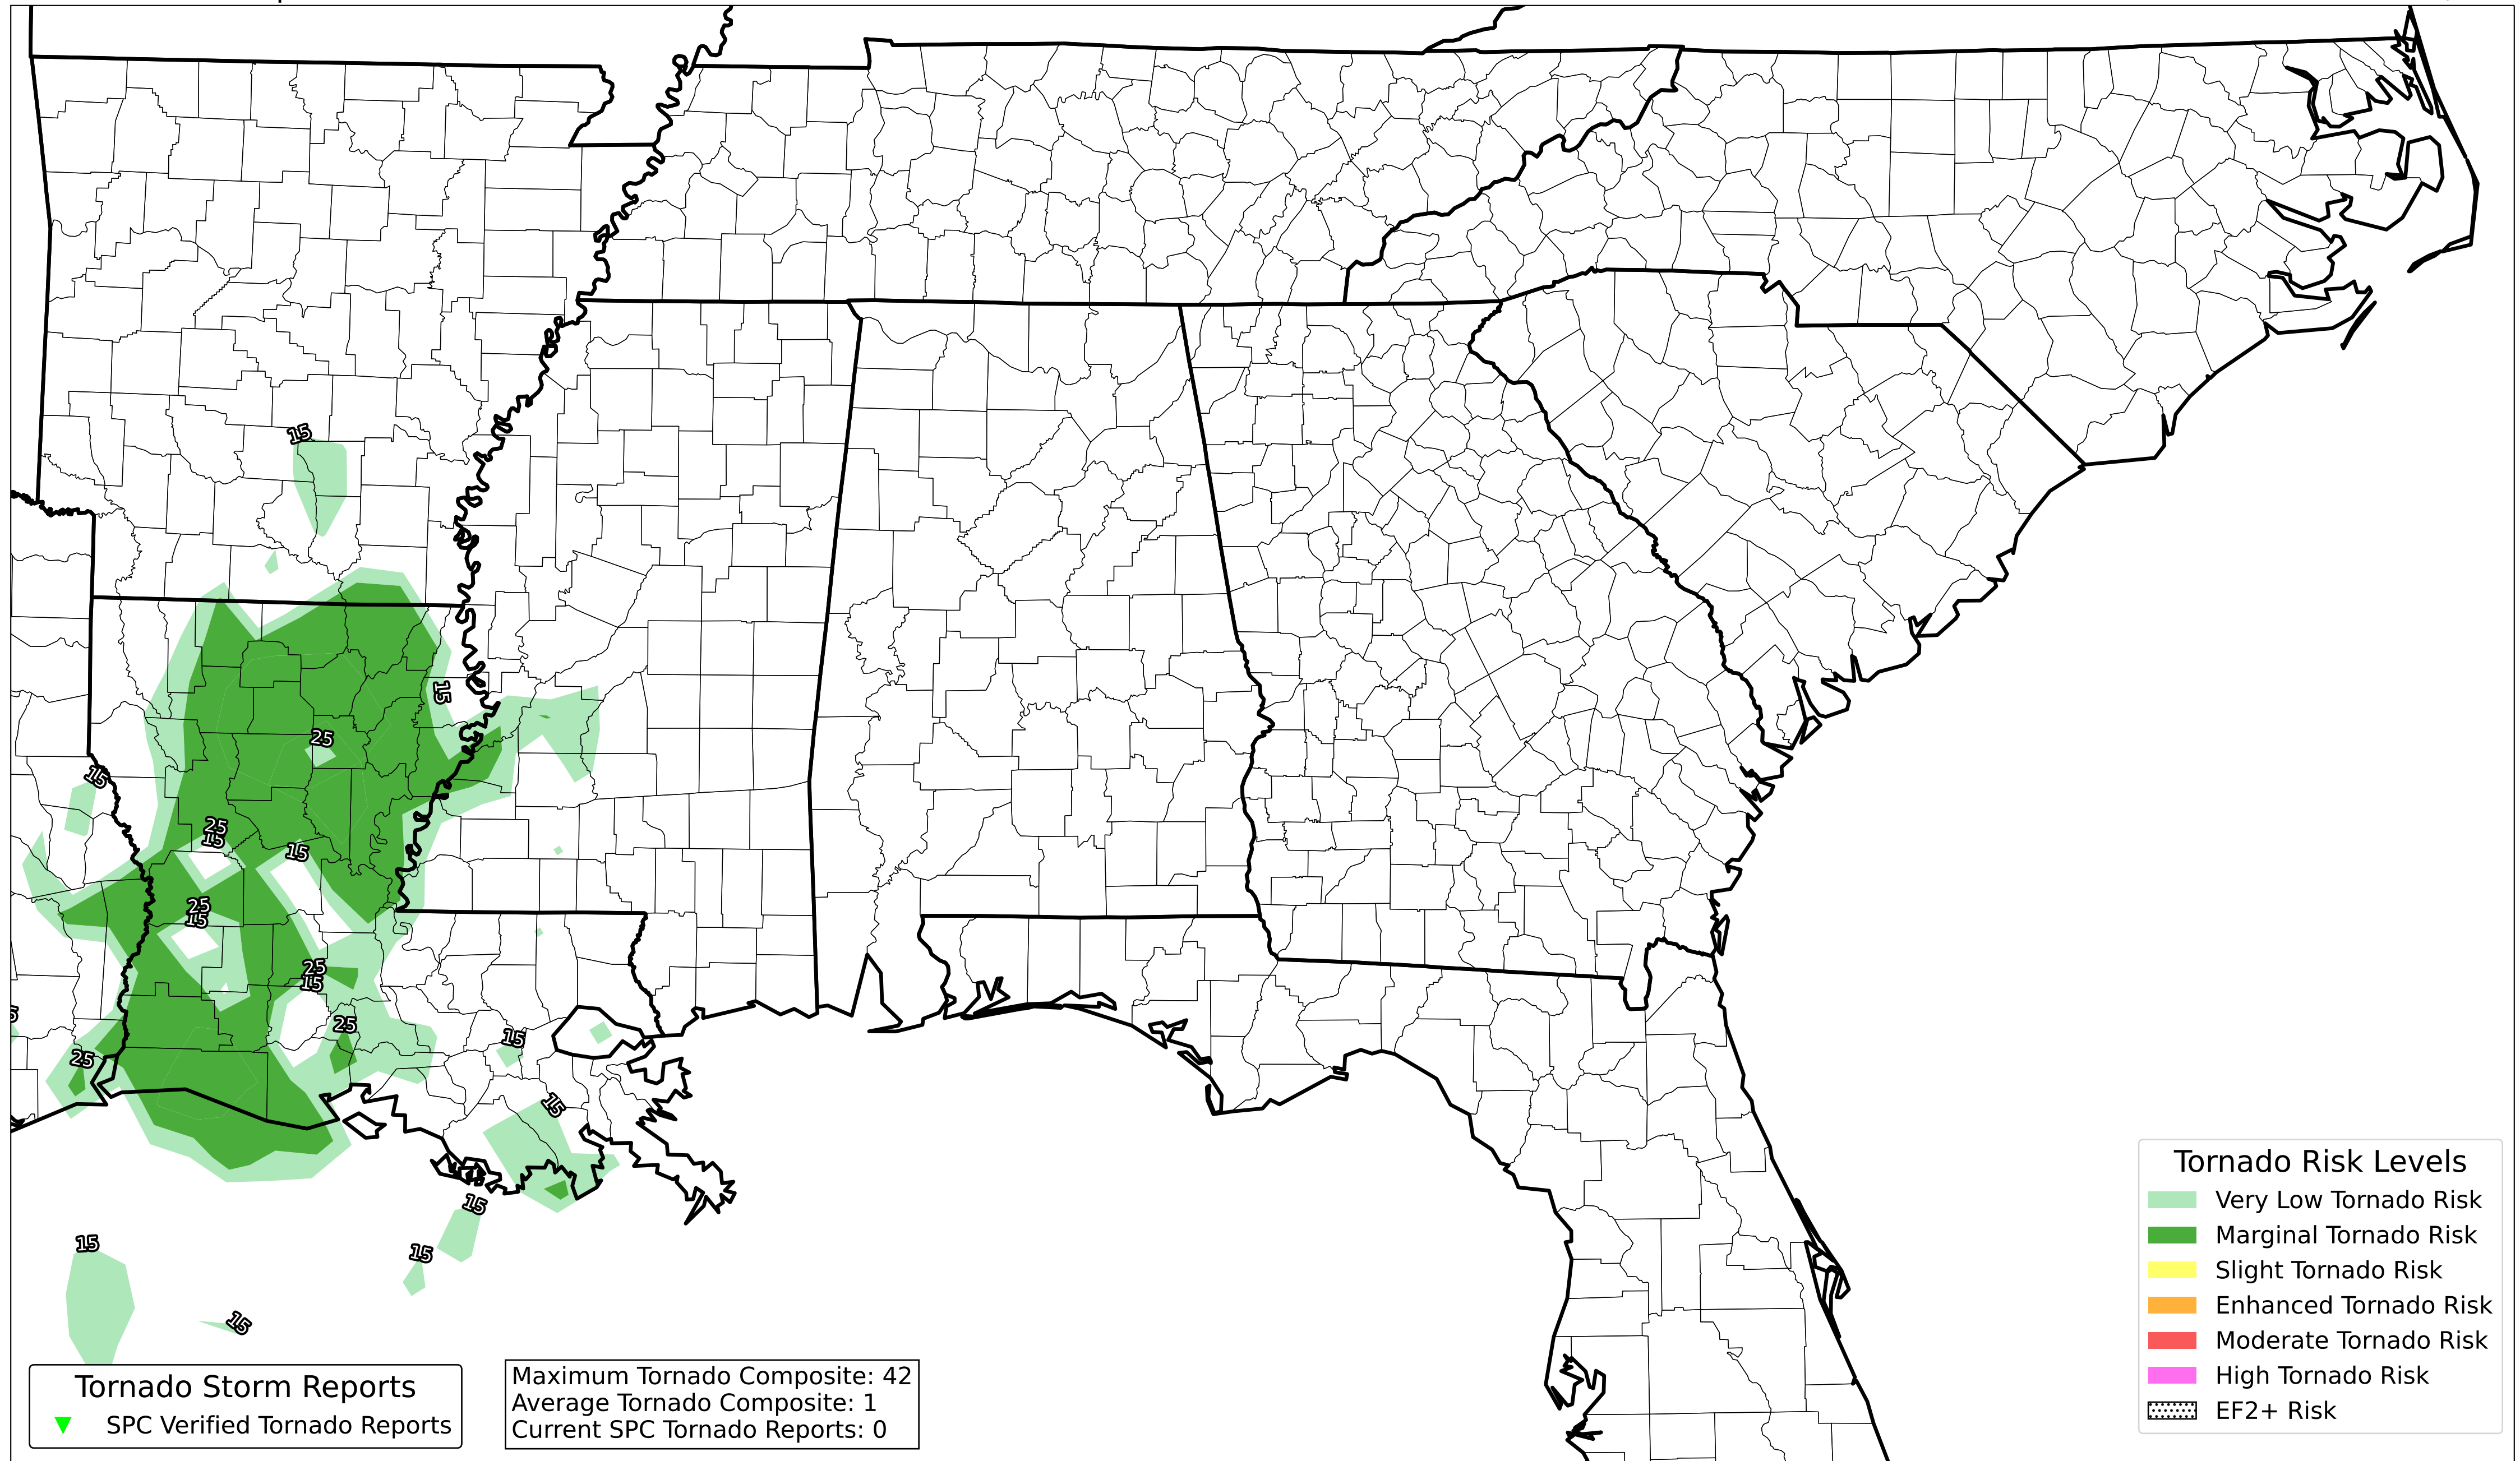 15
15
25
15
25
15
15
25
15
25
15
25
15
25
15
15
15
15
15
Tornado Risk Levels
Very Low Tornado Risk
Marginal Tornado Risk
Slight Tornado Risk
Enhanced Tornado Risk
Moderate Tornado Risk
High Tornado Risk
EF2+ Risk
Tornado Storm Reports
SPC Verified Tornado Reports
Maximum Tornado Composite: 42
Average Tornado Composite: 1
Current SPC Tornado Reports: 0